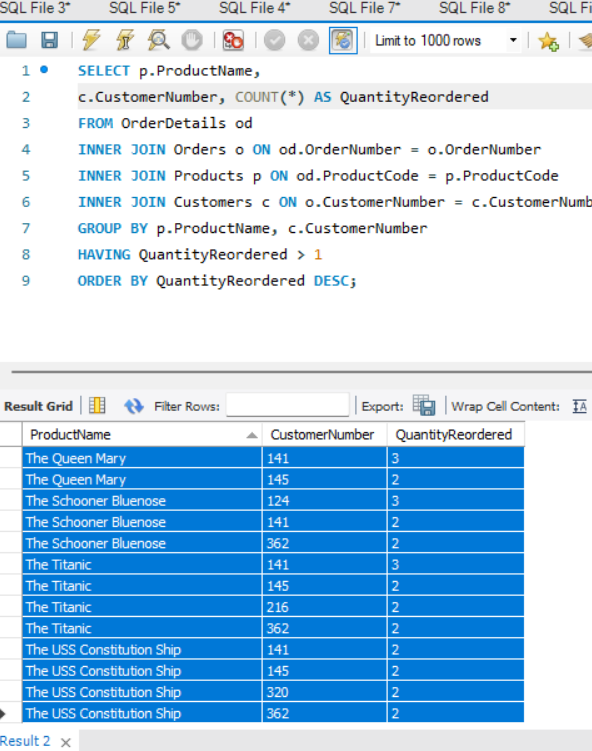 SQL File 3* SQL File 5* SQL File 4* SQL File 7* SQL File 8* SQL Fi
Limit to 1000 rows
1 SELECT p.ProductName,
2 c.CustomerNumber, COUNT(*) AS QuantityReordered
3 FROM OrderDetails od
4 INNER JOIN Orders o ON od.OrderNumber = o.OrderNumber
5 INNER JOIN Products p ON od.ProductCode = p.ProductCode
6 INNER JOIN Customers c ON o.CustomerNumber = c.CustomerNumb
7 GROUP BY p.ProductName, c.CustomerNumber
8 HAVING QuantityReordered > 1
9 ORDER BY QuantityReordered DESC;
Result Grid Filter Rows: Export: Wrap Cell Content: IA
ProductName CustomerNumber QuantityReordered
The Queen Mary 141 3
The Queen Mary 145 2
The Schooner Bluenose 124 3
The Schooner Bluenose 141 2
The Schooner Bluenose 362 2
The Titanic 141 3
The Titanic 145 2
The Titanic 216 2
The Titanic 362 2
The USS Constitution Ship 141 2
The USS Constitution Ship 145 2
The USS Constitution Ship 320 2
The USS Constitution Ship 362 2
Result 2 ×